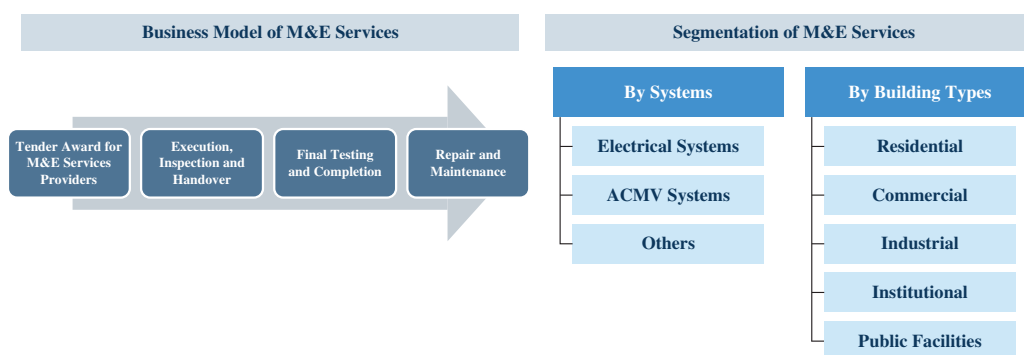 Business Model of M&E Services
Tender Award for
M&E Services
Providers
Execution,
Inspection and
Handover
Final Testing
and Completion
Repair and
Maintenance
Segmentation of M&E Services
By Systems
Electrical Systems
ACMV Systems
Others
By Building Types
Residential
Commercial
Industrial
Institutional
Public Facilities